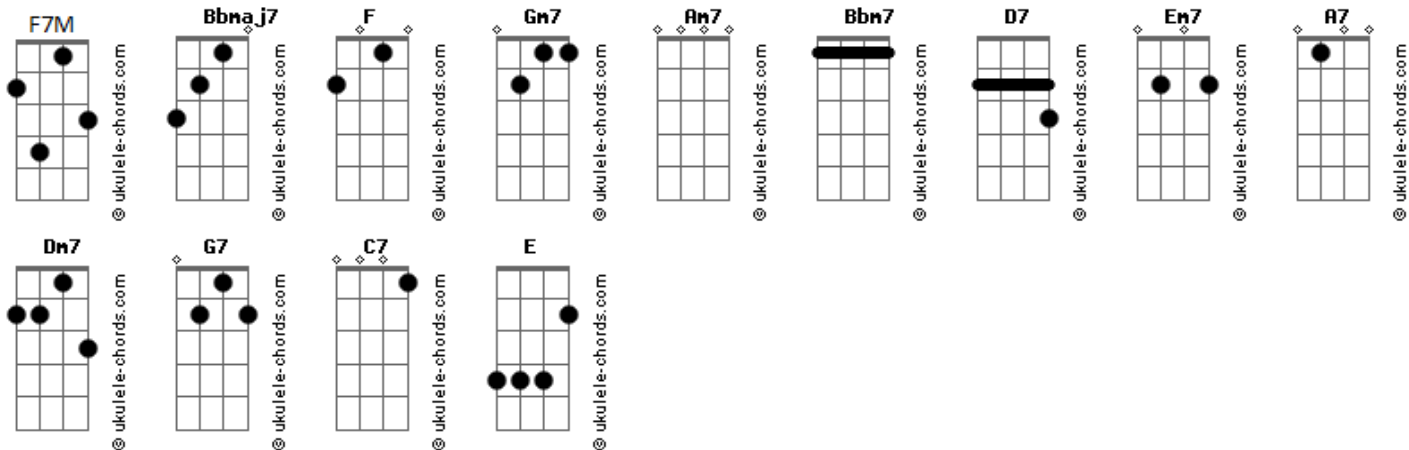 F7M Bbmaj7 F Gm7 Am7 Bbm7 D7 Em7 A7
© ukulele-chords.com © ukulele-chords.com © ukulele-chords.com © ukulele-chords.com © ukulele-chords.com © ukulele-chords.com © ukulele-chords.com © ukulele-chords.com © ukulele-chords.com
Dm7 G7 C7 E
© ukulele-chords.com © ukulele-chords.com © ukulele-chords.com © ukulele-chords.com